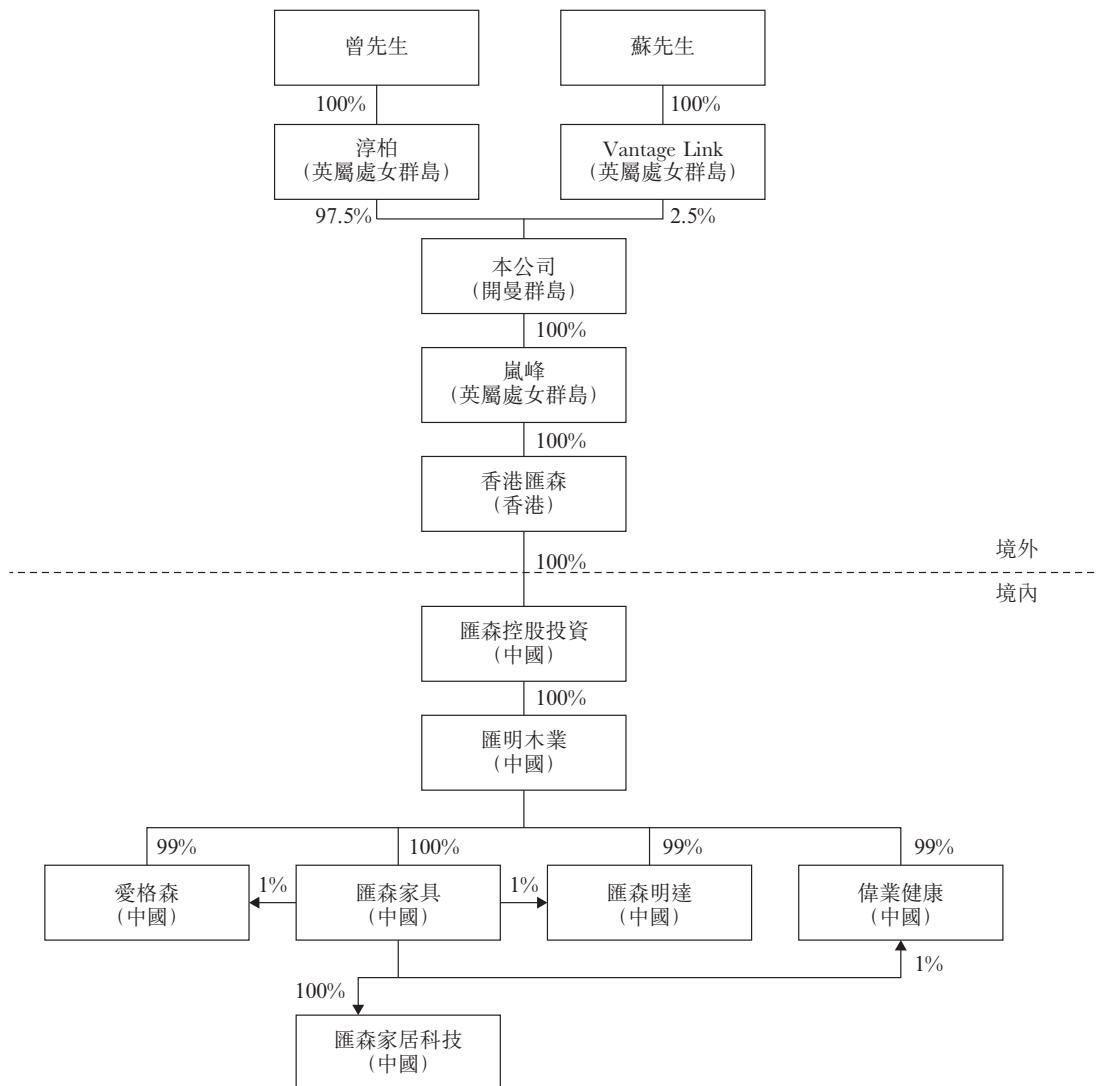 曾先生
蘇先生
100%
100%
淳柏
(英屬處女群島)
Vantage Link
(英屬處女群島)
97.5%
2.5%
本公司
(開曼群島)
100%
嵐峰
(英屬處女群島)
100%
香港匯森
(香港)
100%
境外
境內
匯森控股投資
(中國)
100%
匯明木業
(中國)
99%
100%
99%
99%
愛格森
(中國)
1%
匯森家具
(中國)
1%
匯森明達
(中國)
偉業健康
(中國)
1%
100%
匯森家居科技
(中國)